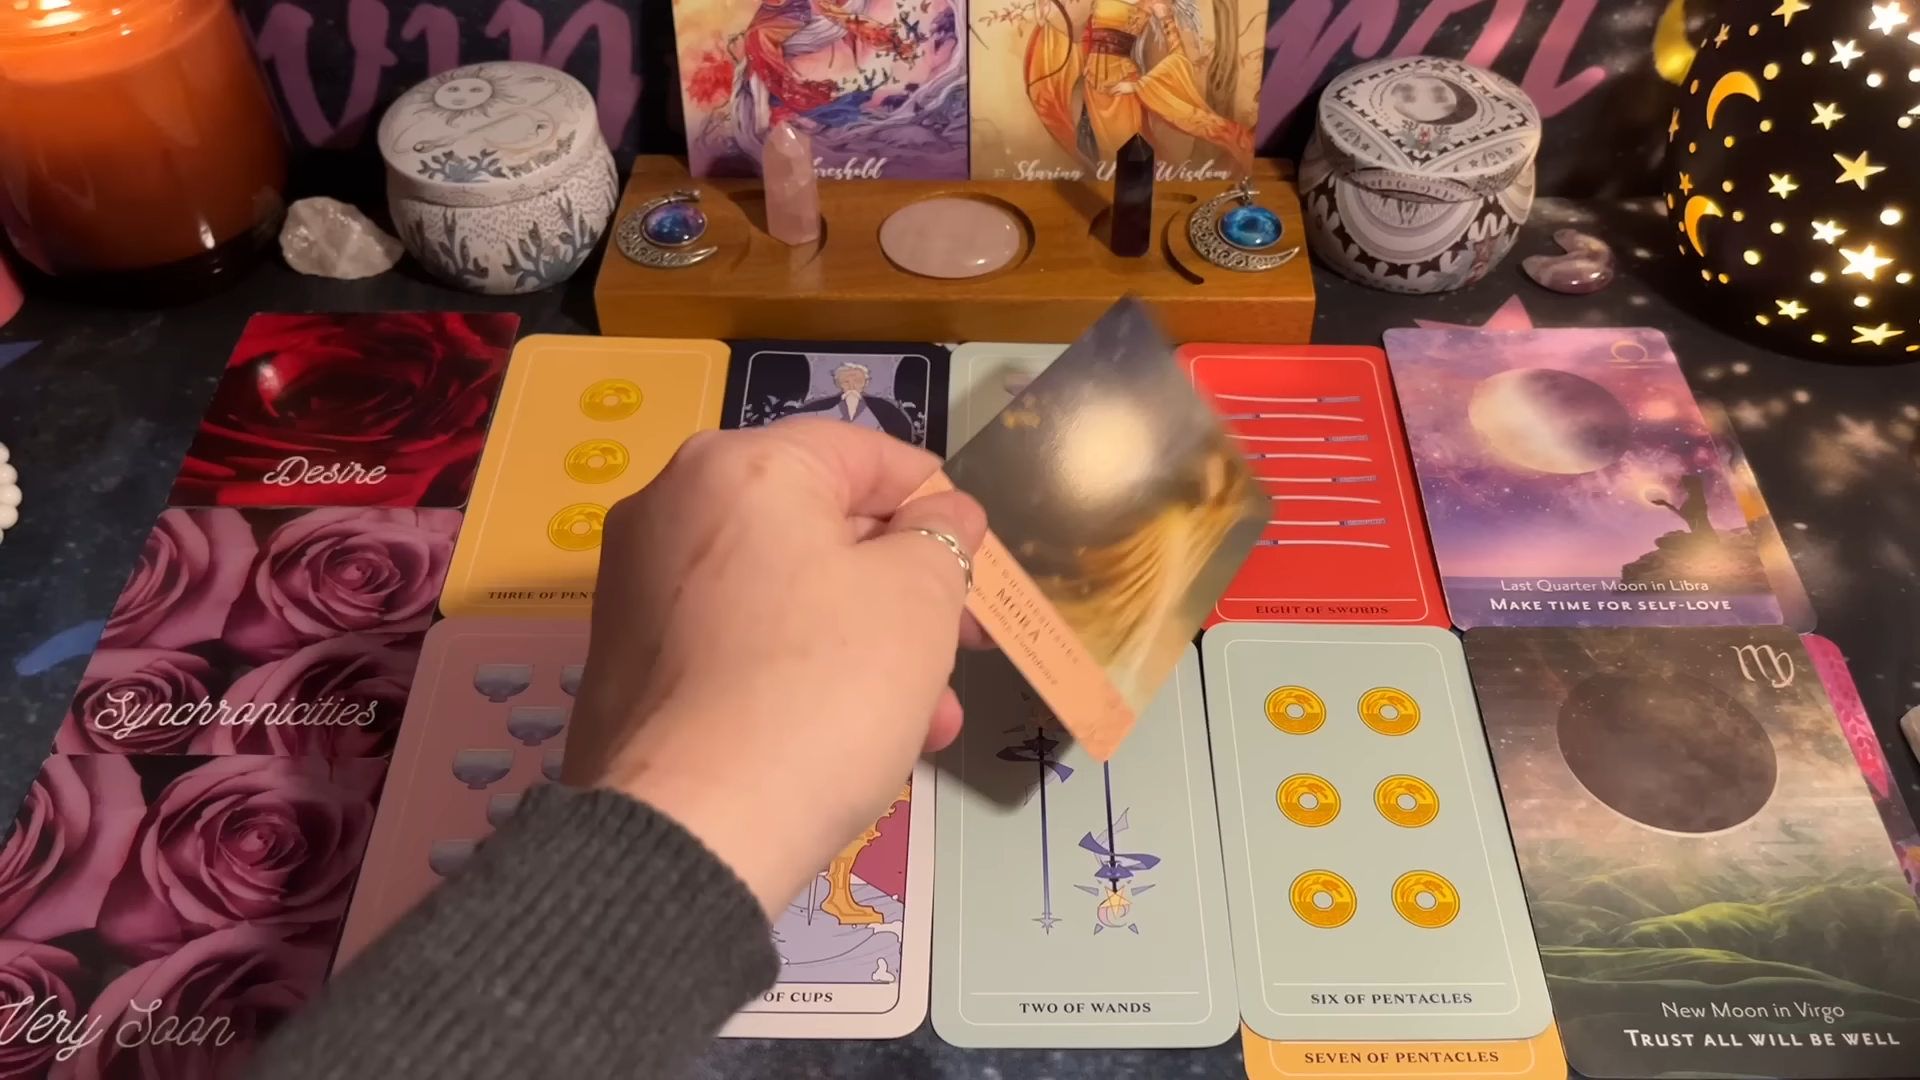 Sharing Wisdom
Desire
THREE OF
EIGHT OF SWORDS
Last Quarter Moon in Libra
MAKE TIME FOR SELF-LOVE
Synchronicities
MOIRA
OF CUPS
TWO OF WANDS
SIX OF PENTACLES
SEVEN OF PENTACLES
New Moon in Virgo
TRUST ALL WILL BE WELL
Very Soon